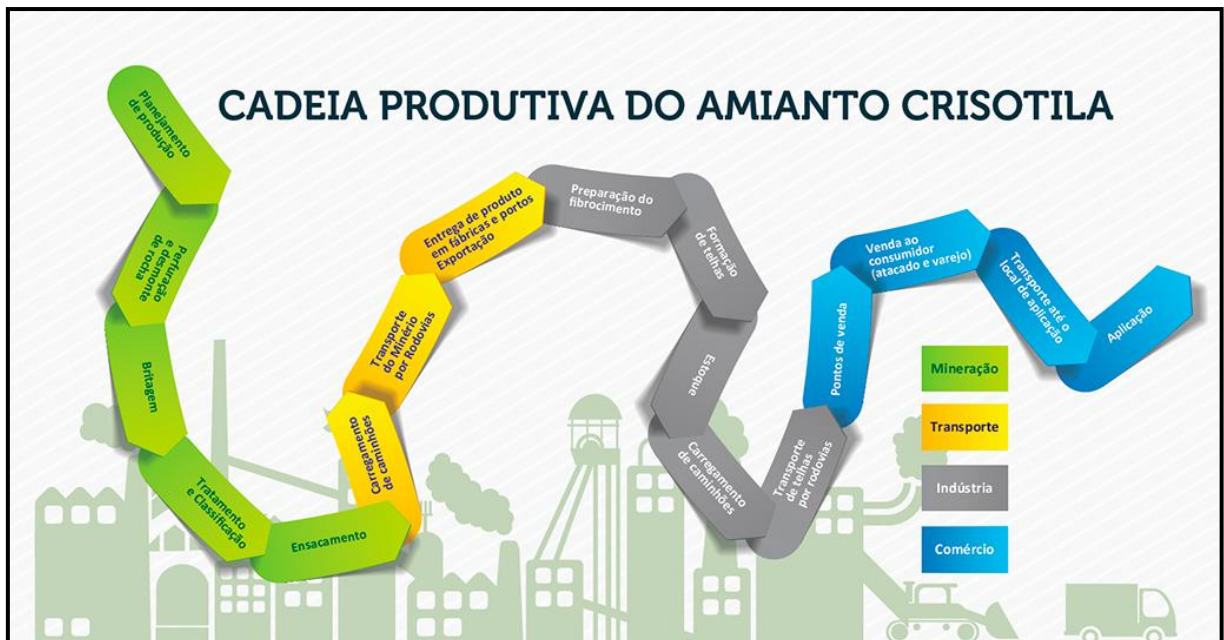 CADEIA PRODUTIVA DO AMIANTO CRISOTILA
Planejamento
de produção
Perfuração
e desmonte
de rocha
Britagem
Tratamento
e Classificação
Ensacamento
Carregamento
de caminhões
Transporte
do Minério
por Rodovias
Entrega de produto
em fábricas e portos
Exportação
Preparação do
fibrocimento
Formação
de telhas
Estoque
Carregamento
de caminhões
Transporte
de telhas
por rodovias
Pontos de venda
Venda ao
consumidor
(atacado e varejo)
Transporte até o
local de aplicação
Aplicação
Mineração
Transporte
Indústria
Comércio